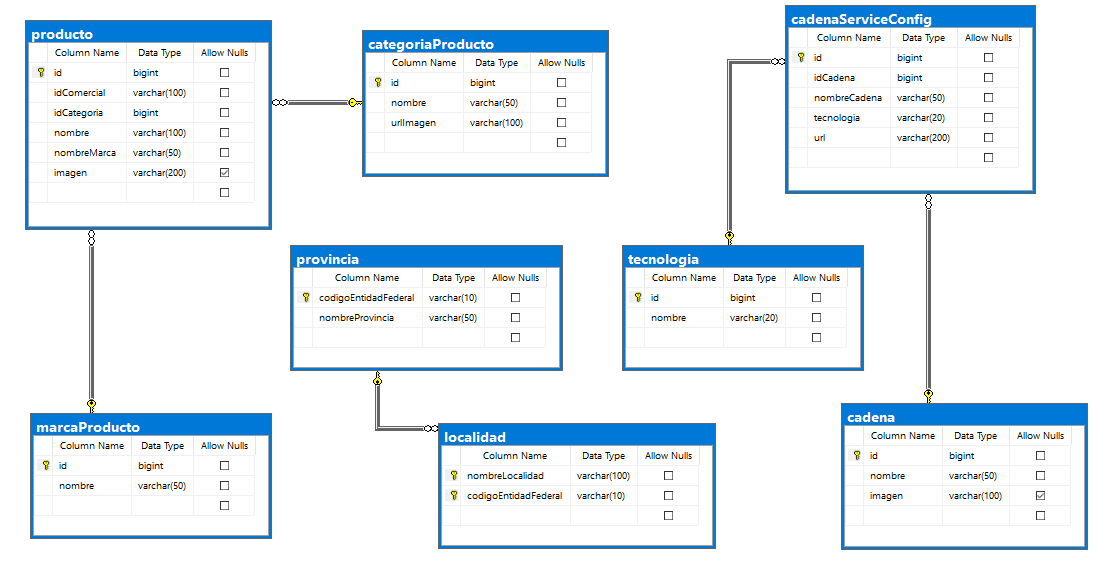 producto
Column Name Data Type Allow Nulls
id bigint
idComercial varchar(100)
idCategoria bigint
nombre varchar(100)
nombreMarca varchar(50)
imagen varchar(200)
categoriaProducto
Column Name Data Type Allow Nulls
id bigint
nombre varchar(50)
urlImagen varchar(100)
cadenaServiceConfig
Column Name Data Type Allow Nulls
id bigint
idCadena bigint
nombreCadena varchar(50)
tecnologia varchar(20)
url varchar(200)
provincia
Column Name Data Type Allow Nulls
codigoEntidadFederal varchar(10)
nombreProvincia varchar(50)
tecnologia
Column Name Data Type Allow Nulls
id bigint
nombre varchar(20)
marcaProducto
Column Name Data Type Allow Nulls
id bigint
nombre varchar(50)
localidad
Column Name Data Type Allow Nulls
nombreLocalidad varchar(100)
codigoEntidadFederal varchar(10)
cadena
Column Name Data Type Allow Nulls
id bigint
nombre varchar(50)
imagen varchar(100)